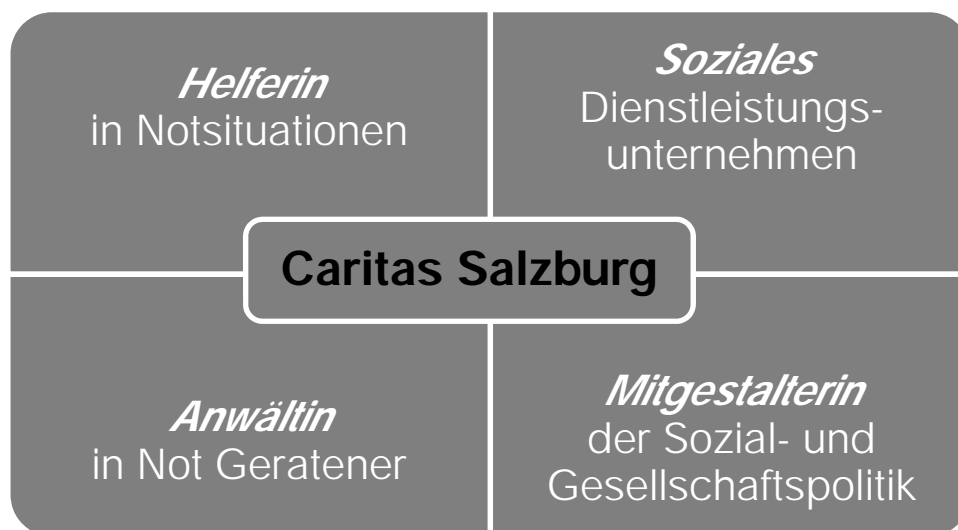 Helferin
in Notsituationen
Soziales
Dienstleistungs-
unternehmen
Caritas Salzburg
Anwältin
in Not Geratener
Mitgestalterin
der Sozial- und
Gesellschaftspolitik